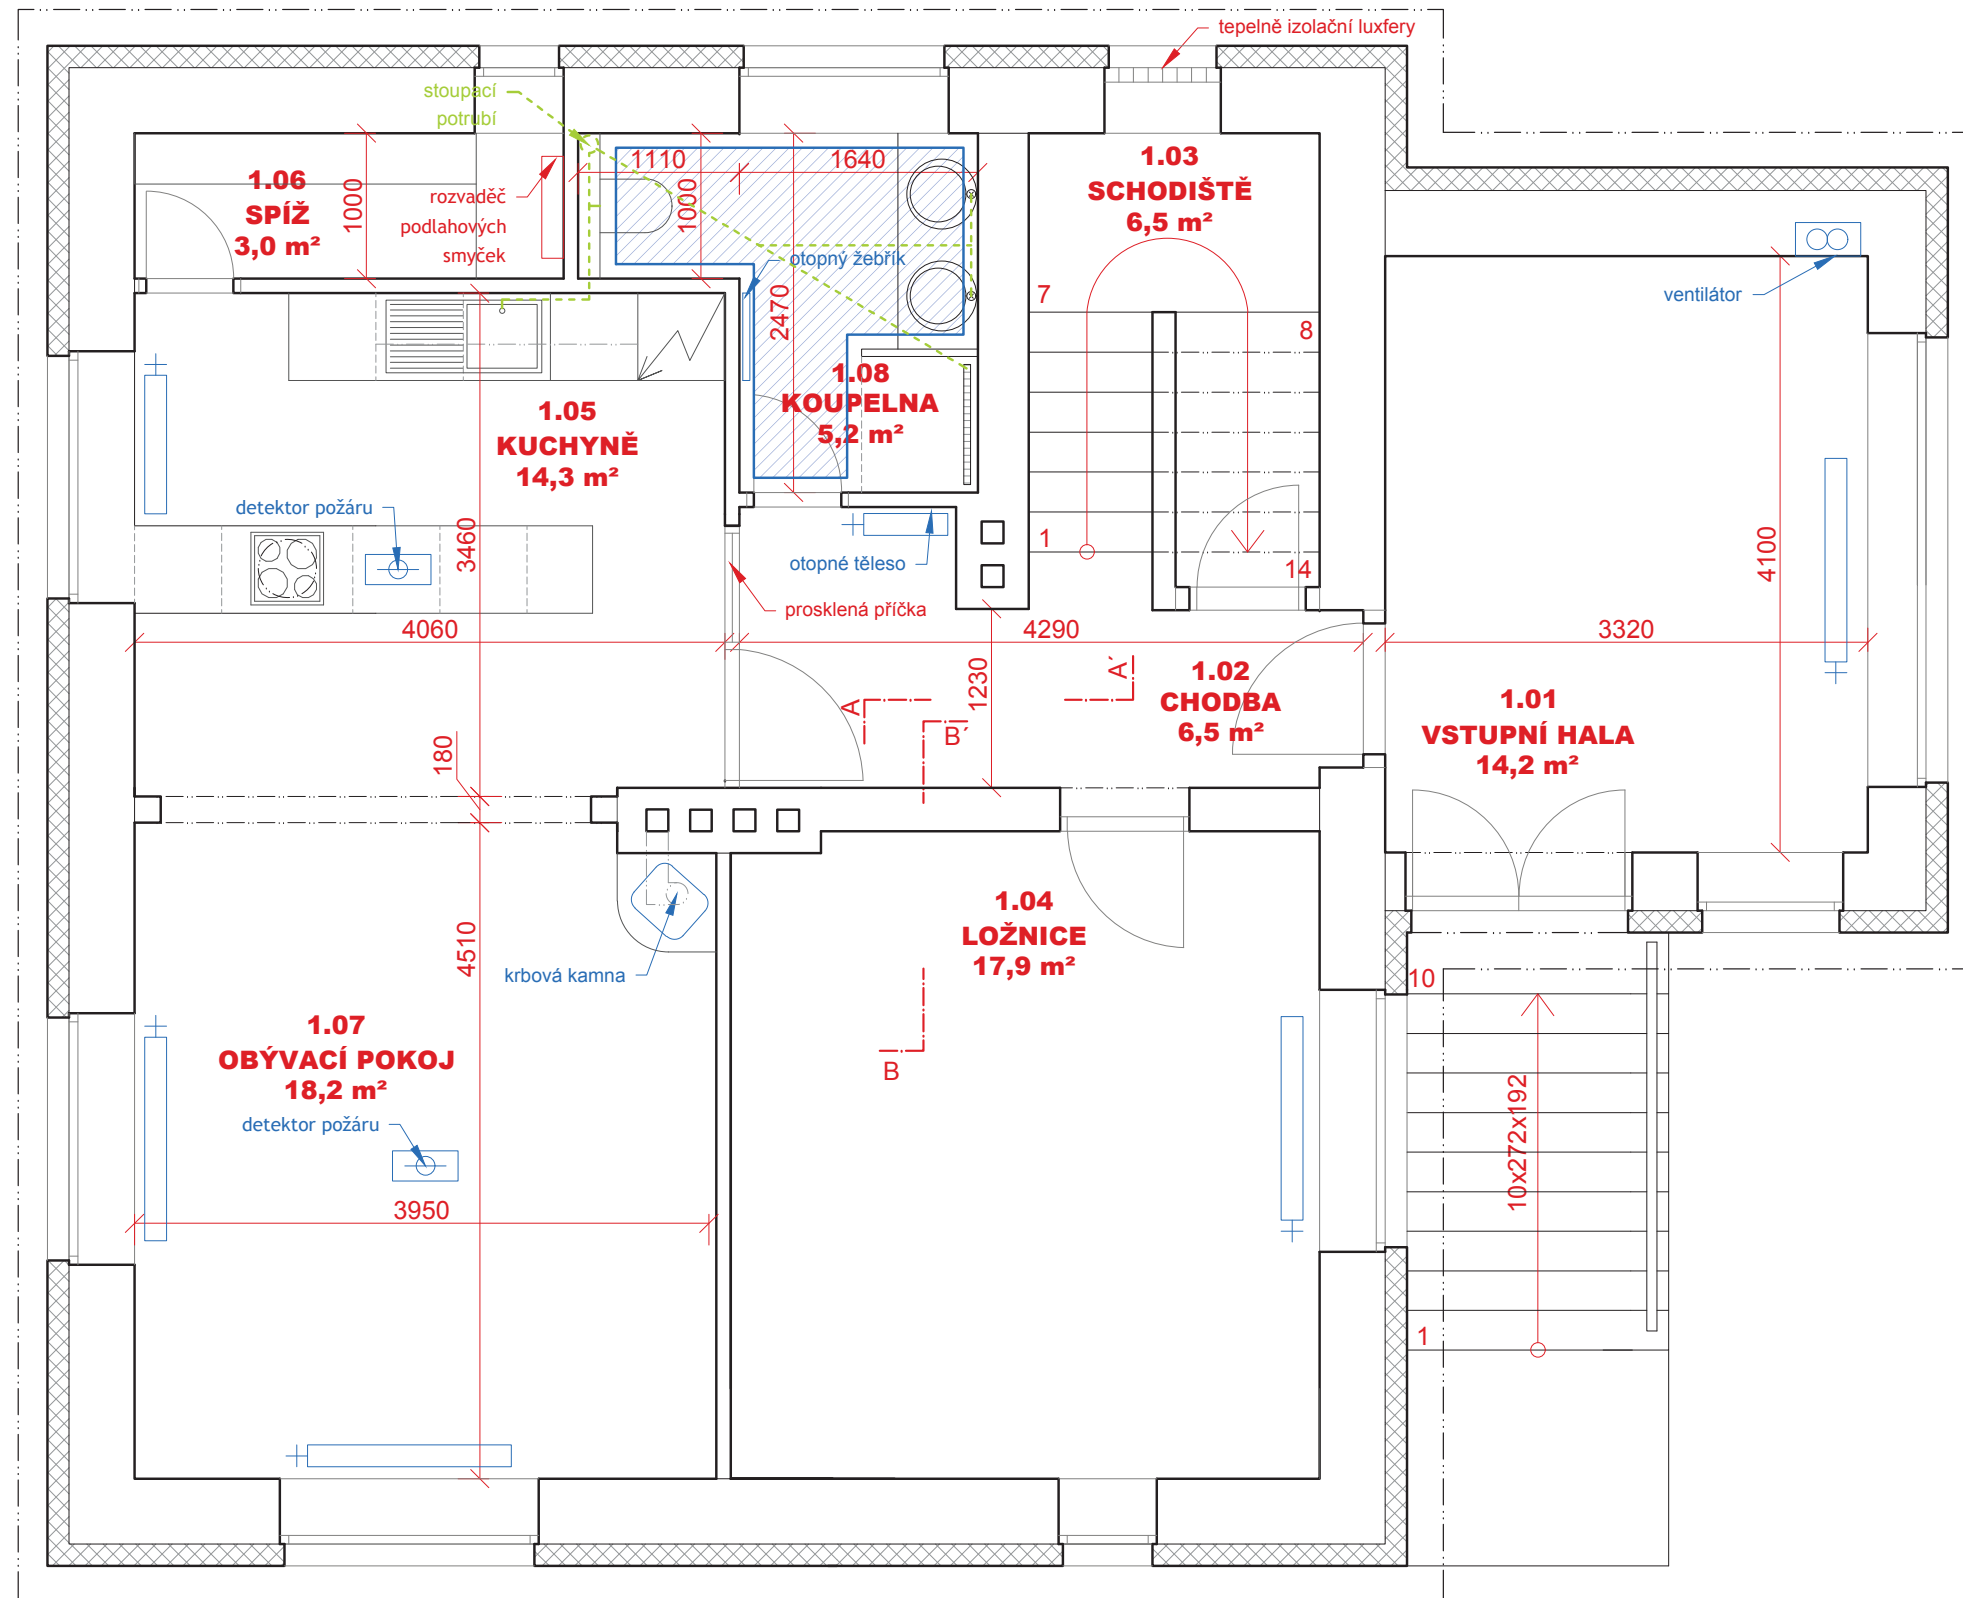 tepelně izolační luxfery
stoupací
potrubí
1.06
SPÍŽ
3,0 m²
1000
rozvaděč
podlahových
smyček
1110
1640
1000
otopný žebřík
2470
1.03
SCHODIŠTĚ
6,5 m²
7
8
1
14
ventilátor
1.08
KOUPELNA
5,2 m²
1.05
KUCHYNĚ
14,3 m²
detektor požáru
3460
otopné těleso
prosklená příčka
4060
4290
3320
4100
1230
A
A´
B´
1.02
CHODBA
6,5 m²
1.01
VSTUPNÍ HALA
14,2 m²
180
4510
krbová kamna
1.04
LOŽNICE
17,9 m²
B
10
10x272x192
1
1.07
OBÝVACÍ POKOJ
18,2 m²
detektor požáru
3950